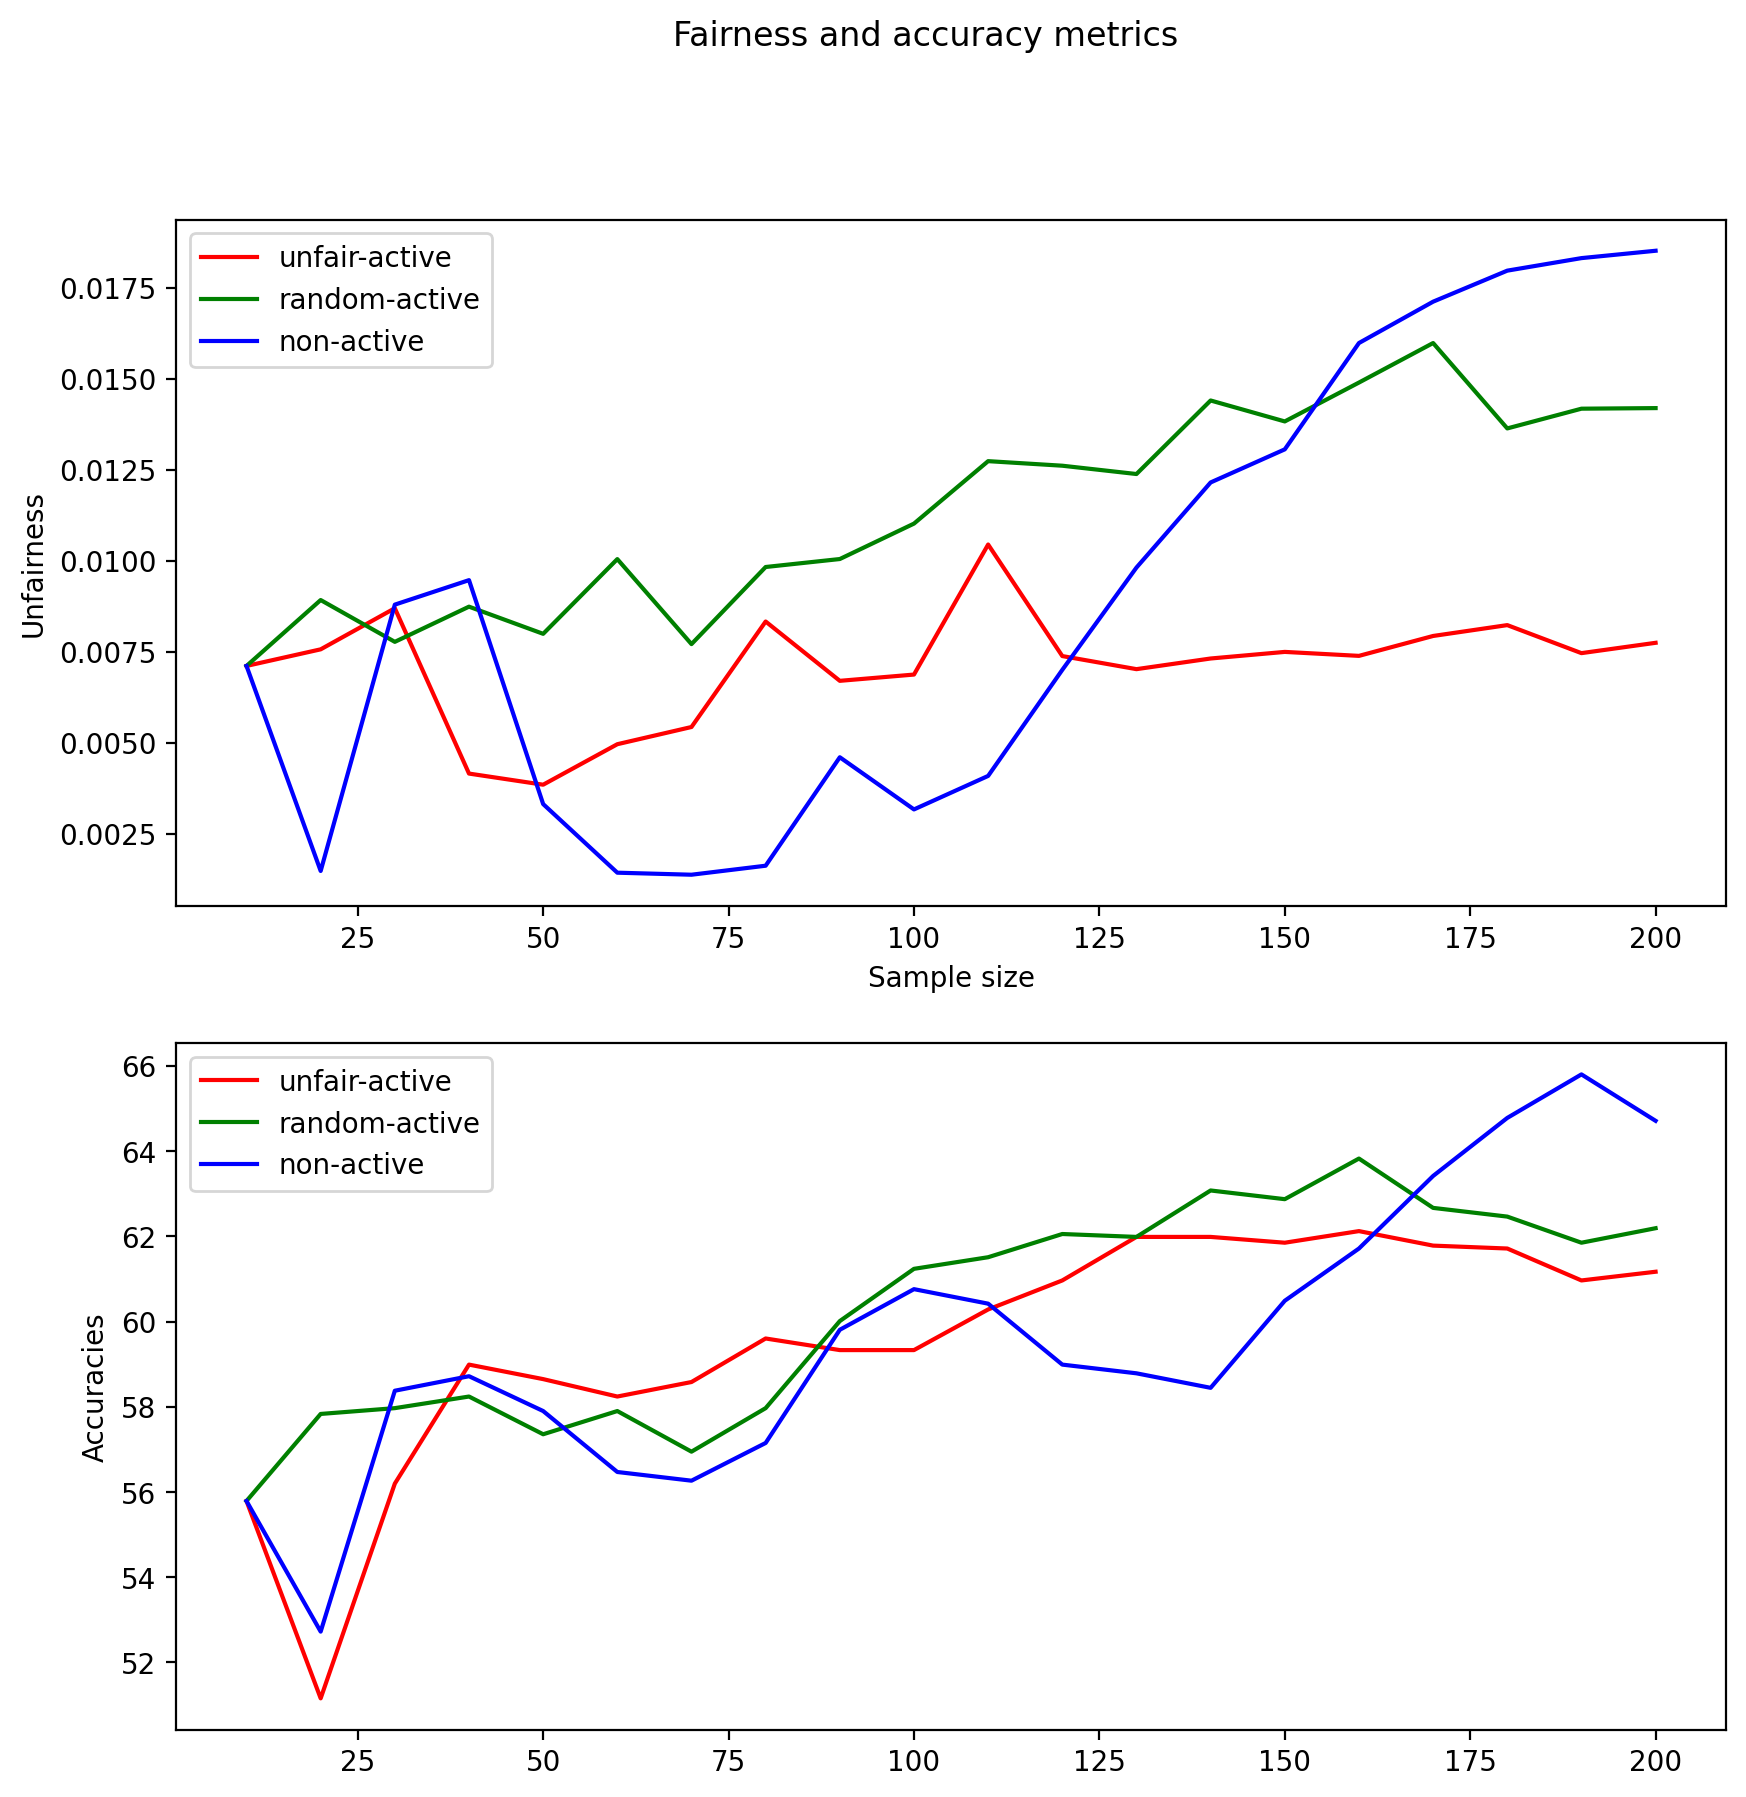 Fairness and accuracy metrics
unfair-active
random-active
non-active
Unfairness
0.0175
0.0150
0.0125
0.0100
0.0075
0.0050
0.0025
25 50 75 100 125 150 175 200
Sample size
unfair-active
random-active
non-active
Accuracies
66
64
62
60
58
56
54
52
25 50 75 100 125 150 175 200